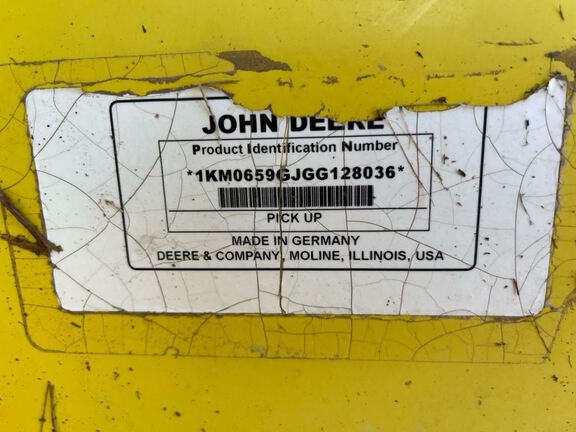 JOHN DEERE
Product Identification Number
*1KM0659GJGG128036*
PICK UP
MADE IN GERMANY
DEERE & COMPANY, MOLINE, ILLINOIS, USA